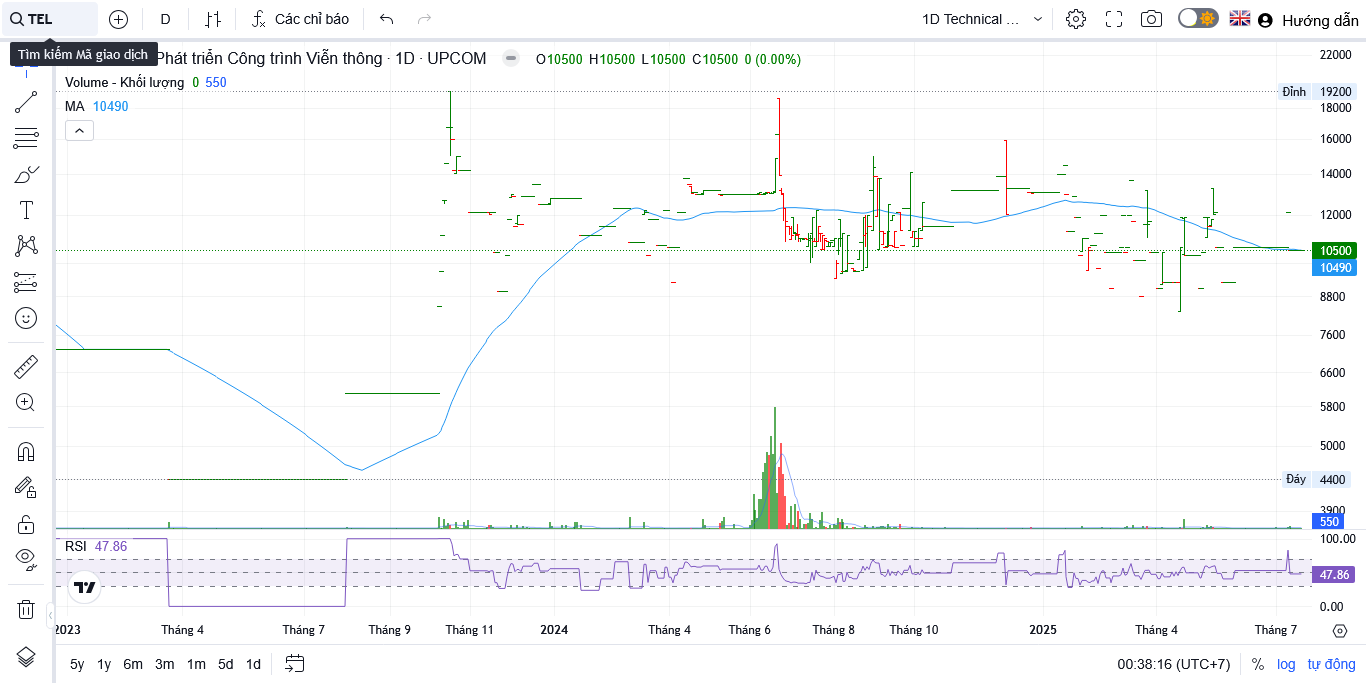 TEL D Các chỉ báo 1D Technical ... Hướng dẫn
Tìm kiếm Mã giao dịch
Phát triển Công trình Viễn thông · 1D · UPCOM O10500 H10500 L10500 C10500 0 (0.00%)
Volume - Khối lượng 0 550
MA 10490
22000
Đỉnh 19200
18000
16000
14000
12000
10500
10490
8800
7600
6600
5800
5000
Đáy 4400
3900
550
RSI 47.86
100.00
47.86
0.00
2023 Tháng 4 Tháng 7 Tháng 9 Tháng 11 2024 Tháng 4 Tháng 6 Tháng 8 Tháng 10 2025 Tháng 4 Tháng 7
5y 1y 6m 3m 1m 5d 1d 00:38:16 (UTC+7) % log tự động